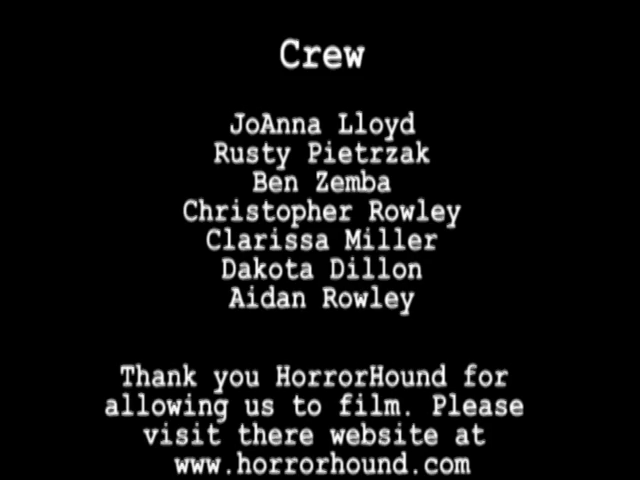 Crew
JoAnna Lloyd
Rusty Pietrzak
Ben Zemba
Christopher Rowley
Clarissa Miller
Dakota Dillon
Aidan Rowley
Thank you HorrorHound for
allowing us to film. Please
visit there website at
www.horrorhound.com